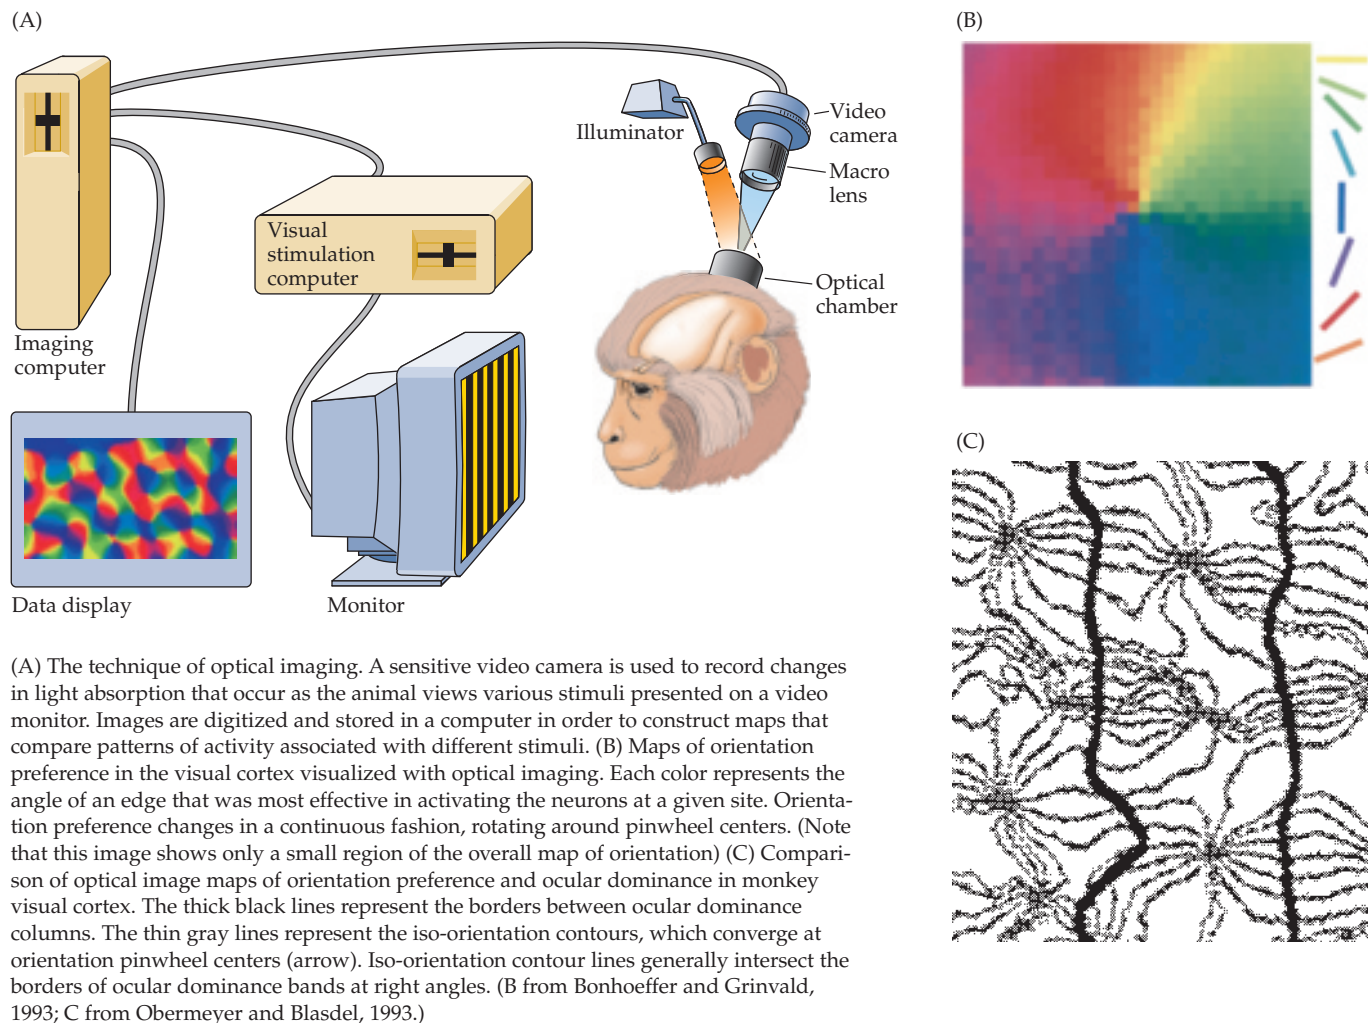 (A)
Imaging
computer
Visual
stimulation
computer
Illuminator
Video
camera
Macro
lens
Optical
chamber
Data display
Monitor
(B)
(C)
(A) The technique of optical imaging. A sensitive video camera is used to record changes
in light absorption that occur as the animal views various stimuli presented on a video
monitor. Images are digitized and stored in a computer in order to construct maps that
compare patterns of activity associated with different stimuli. (B) Maps of orientation
preference in the visual cortex visualized with optical imaging. Each color represents the
angle of an edge that was most effective in activating the neurons at a given site. Orienta-
tion preference changes in a continuous fashion, rotating around pinwheel centers. (Note
that this image shows only a small region of the overall map of orientation) (C) Compari-
son of optical image maps of orientation preference and ocular dominance in monkey
visual cortex. The thick black lines represent the borders between ocular dominance
columns. The thin gray lines represent the iso-orientation contours, which converge at
orientation pinwheel centers (arrow). Iso-orientation contour lines generally intersect the
borders of ocular dominance bands at right angles. (B from Bonhoeffer and Grinvald,
1993; C from Obermeyer and Blasdel, 1993.)